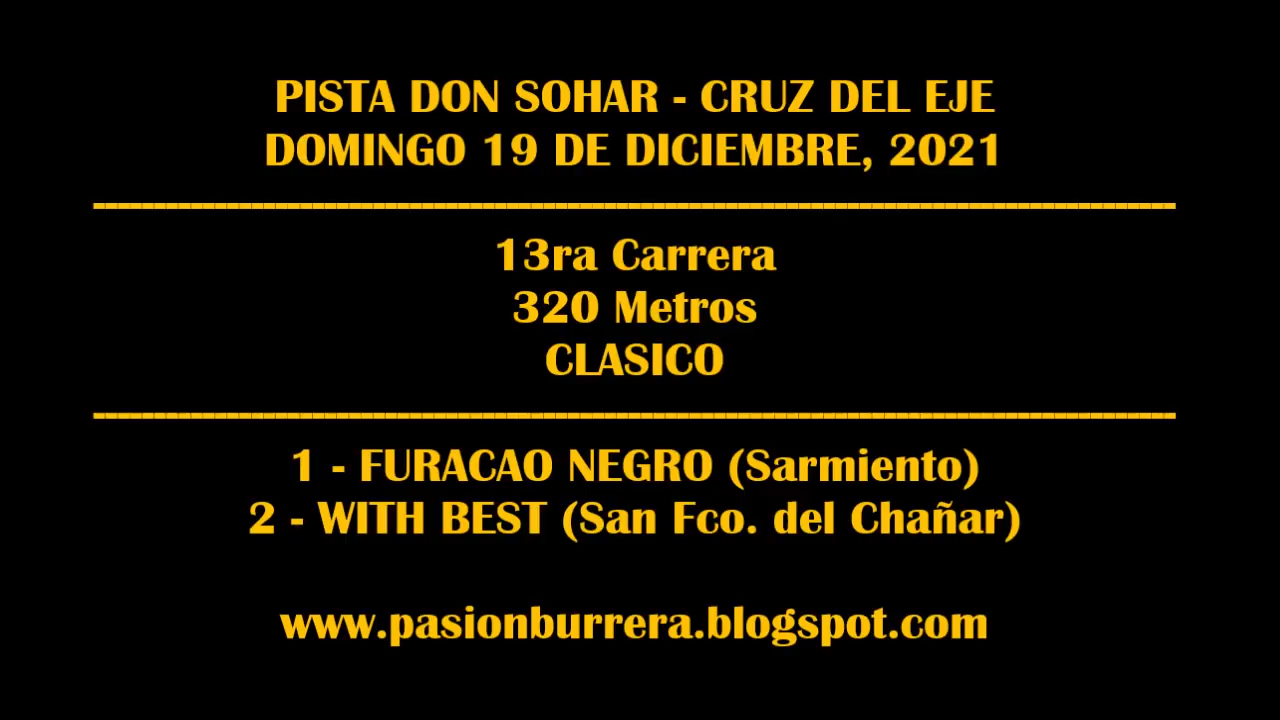 PISTA DON SOHAR - CRUZ DEL EJE
DOMINGO 19 DE DICIEMBRE, 2021
13ra Carrera
320 Metros
CLASICO
1 - FURACAO NEGRO (Sarmiento)
2 - WITH BEST (San Fco. del Chañar)
www.pasionburrera.blogspot.com